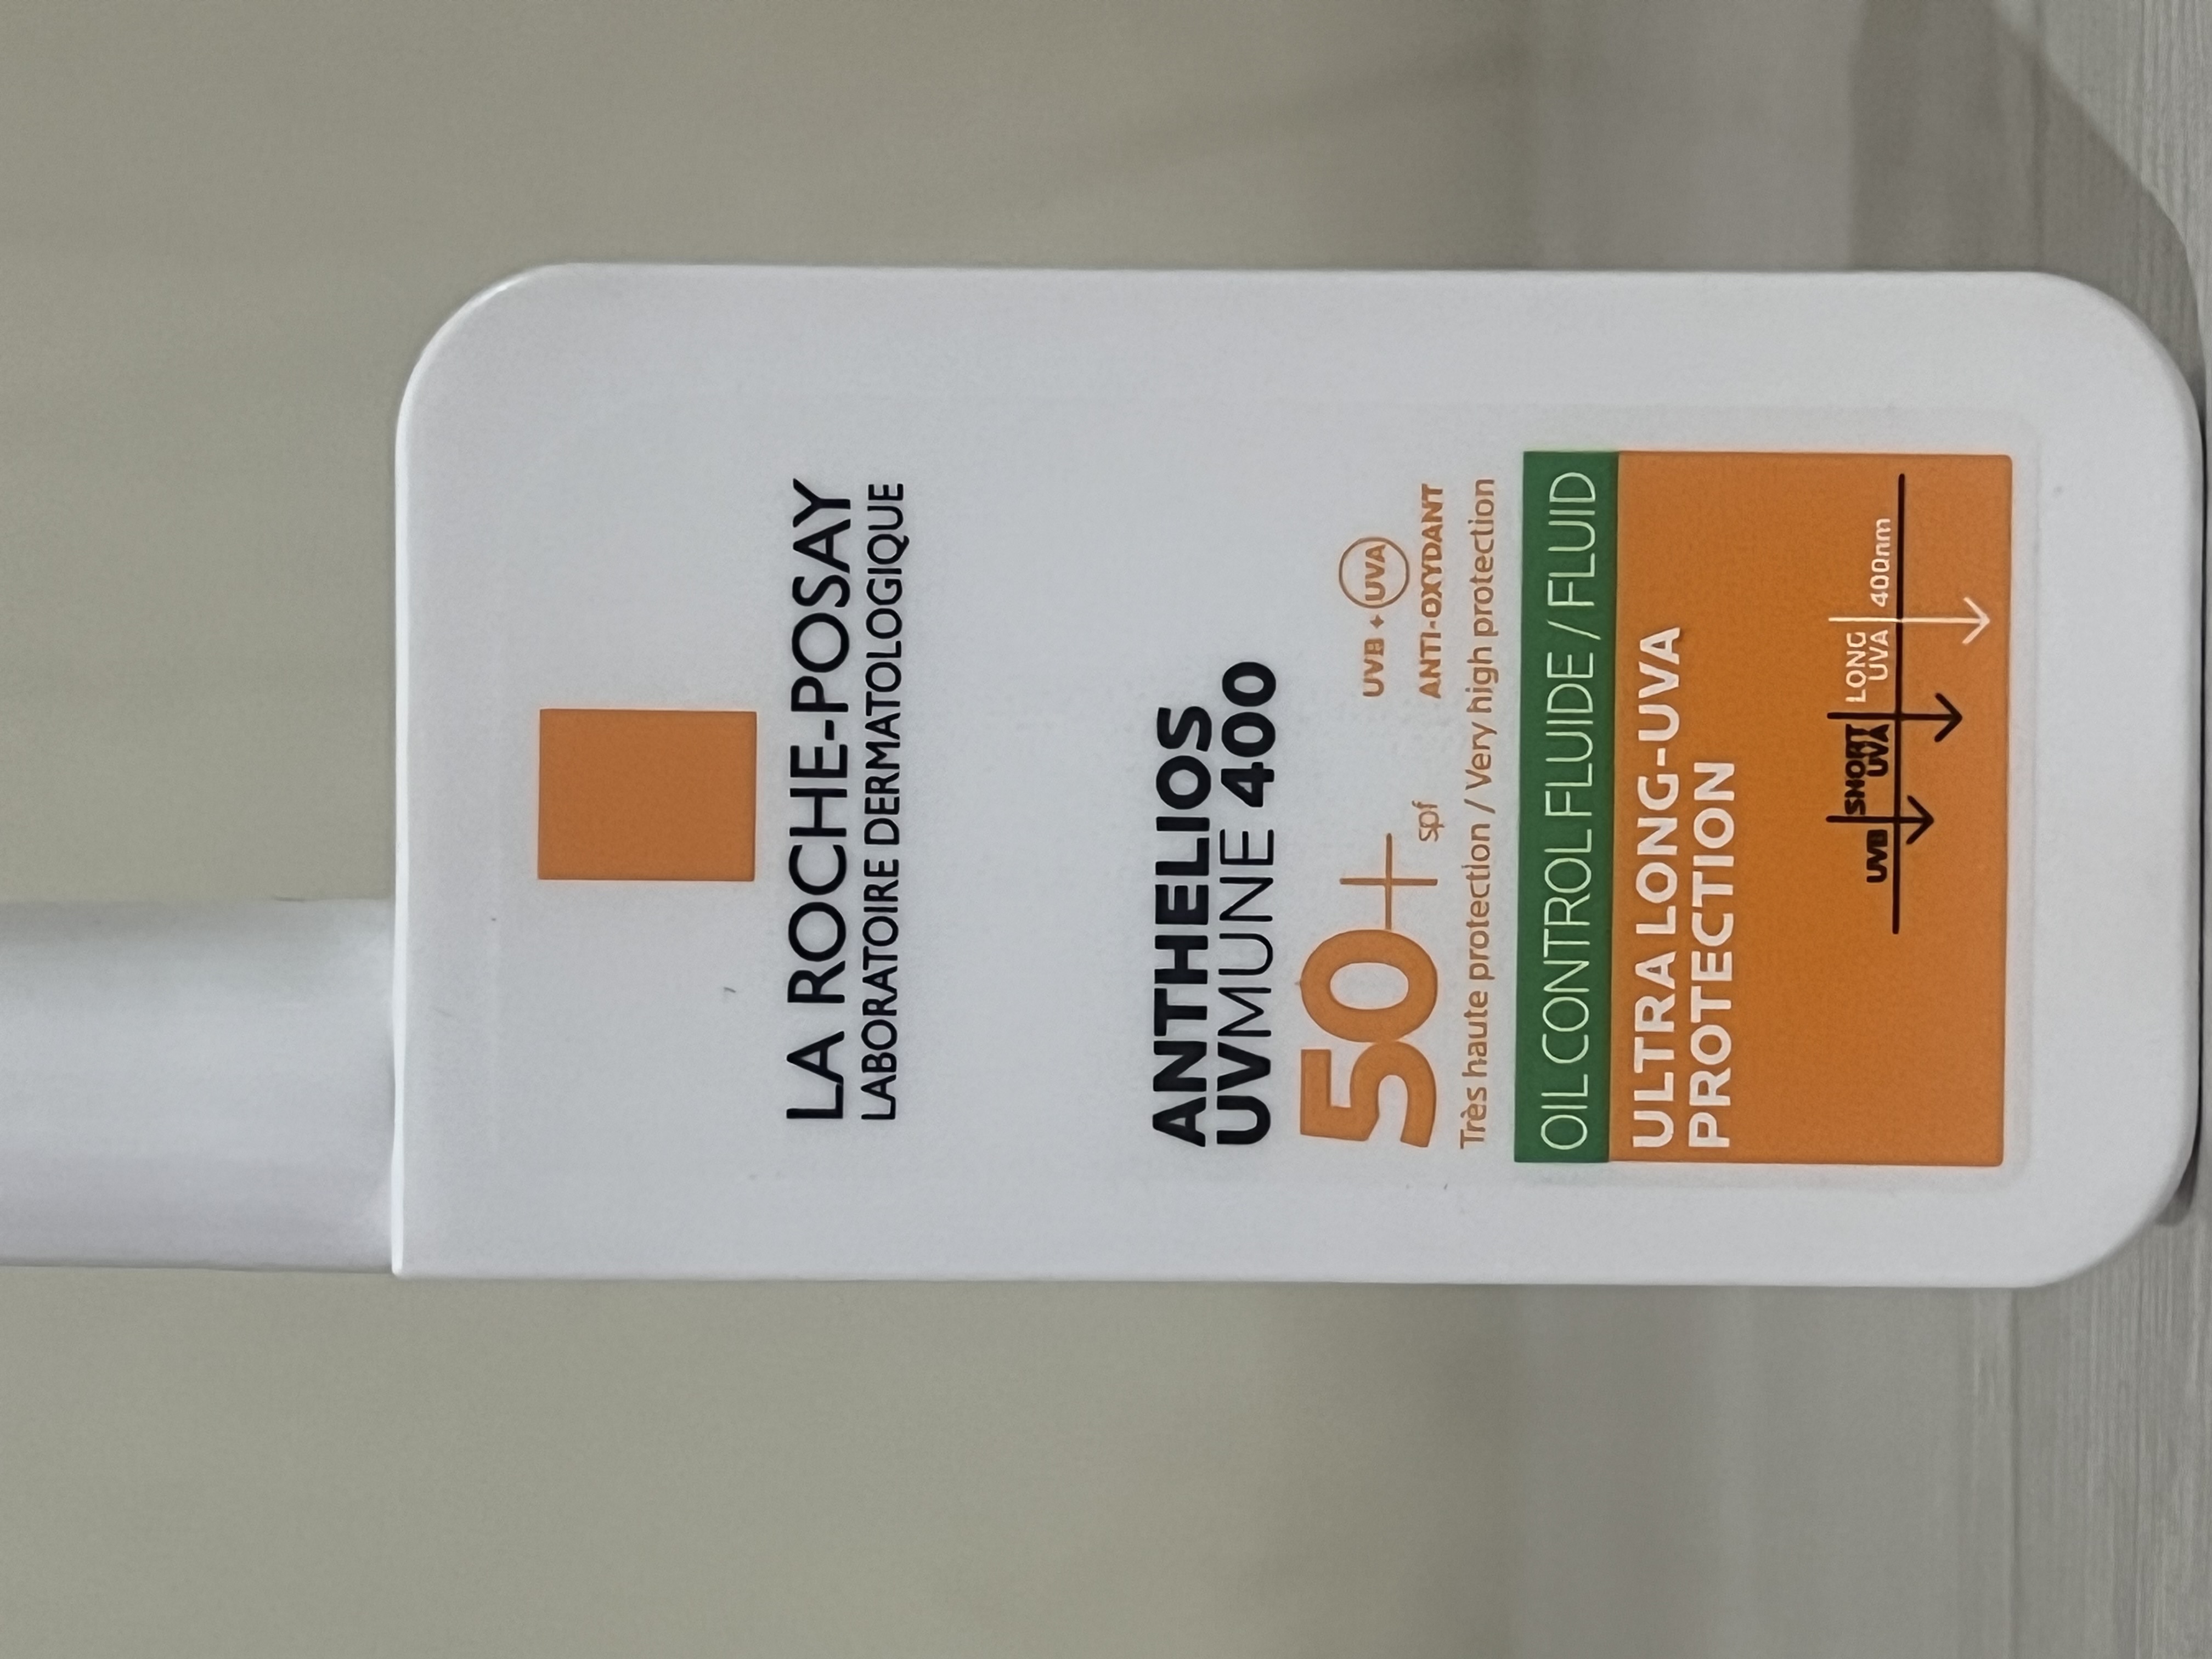 LA ROCHE-POSAY
LABORATOIRE DERMATOLOGIQUE
ANTHELIOS
UVMUNE 400
50+ spf
UVB + UVA
ANTI-OXYDANT
Très haute protection / Very high protection
OIL CONTROL FLUIDE / FLUID
ULTRA LONG-UVA
PROTECTION
UVB
SHORT
UVA
LONG
UVA
400nm